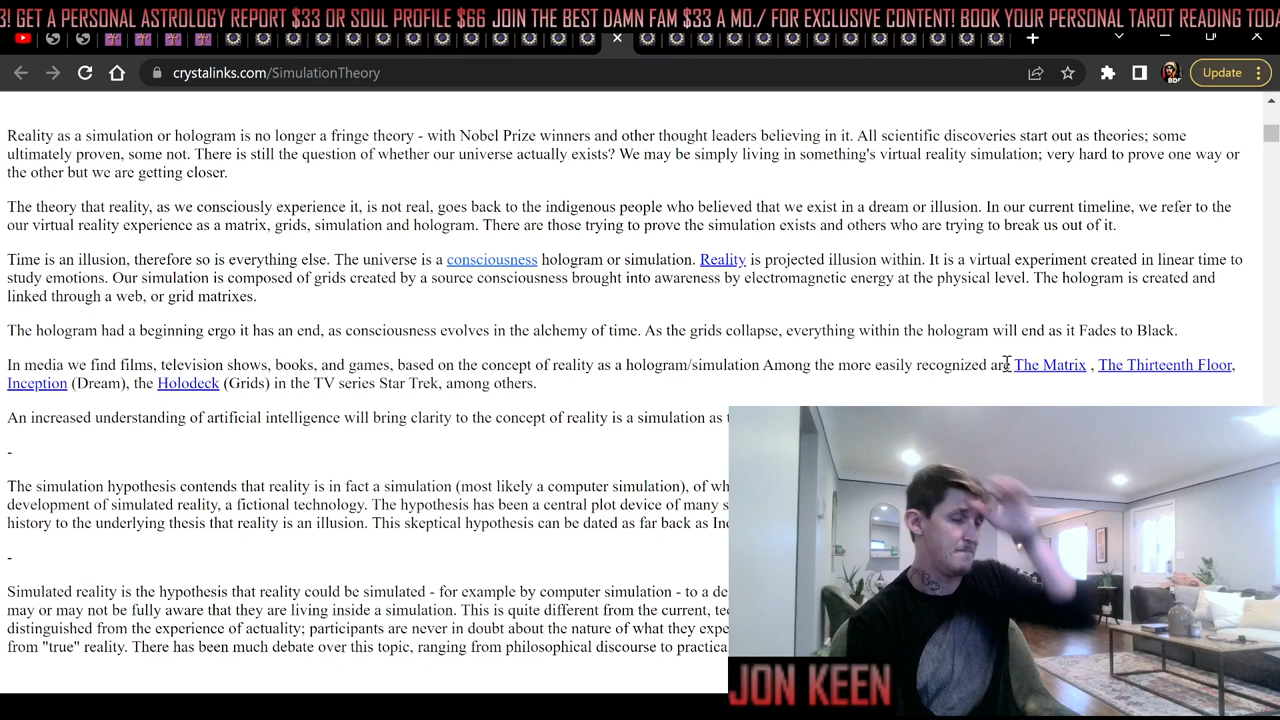 3! GET A PERSONAL ASTROLOGY REPORT $33 OR SOUL PROFILE $66 JOIN THE BEST DAMN FAM $33 A MO./ FOR EXCLUSIVE CONTENT! BOOK YOUR PERSONAL TAROT READING TODA
crystalinks.com/SimulationTheory
Update
Reality as a simulation or hologram is no longer a fringe theory - with Nobel Prize winners and other thought leaders believing in it. All scientific discoveries start out as theories; some
ultimately proven, some not. There is still the question of whether our universe actually exists? We may be simply living in something's virtual reality simulation; very hard to prove one way or
the other but we are getting closer.
The theory that reality, as we consciously experience it, is not real, goes back to the indigenous people who believed that we exist in a dream or illusion. In our current timeline, we refer to the
our virtual reality experience as a matrix, grids, simulation and hologram. There are those trying to prove the simulation exists and others who are trying to break us out of it.
Time is an illusion, therefore so is everything else. The universe is a consciousness hologram or simulation. Reality is projected illusion within. It is a virtual experiment created in linear time to
study emotions. Our simulation is composed of grids created by a source consciousness brought into awareness by electromagnetic energy at the physical level. The hologram is created and
linked through a web, or grid matrixes.
The hologram had a beginning ergo it has an end, as consciousness evolves in the alchemy of time. As the grids collapse, everything within the hologram will end as it Fades to Black.
In media we find films, television shows, books, and games, based on the concept of reality as a hologram/simulation Among the more easily recognized are The Matrix , The Thirteenth Floor,
Inception (Dream), the Holodeck (Grids) in the TV series Star Trek, among others.
An increased understanding of artificial intelligence will bring clarity to the concept of reality is a simulation as
-
The simulation hypothesis contends that reality is in fact a simulation (most likely a computer simulation), of
development of simulated reality, a fictional technology. The hypothesis has been a central plot device of many
history to the underlying thesis that reality is an illusion. This skeptical hypothesis can be dated as far back as
-
Simulated reality is the hypothesis that reality could be simulated - for example by computer simulation - to a
may or may not be fully aware that they are living inside a simulation. This is quite different from the current,
distinguished from the experience of actuality; participants are never in doubt about the nature of what they
from "true" reality. There has been much debate over this topic, ranging from philosophical discourse to
JON KEEN